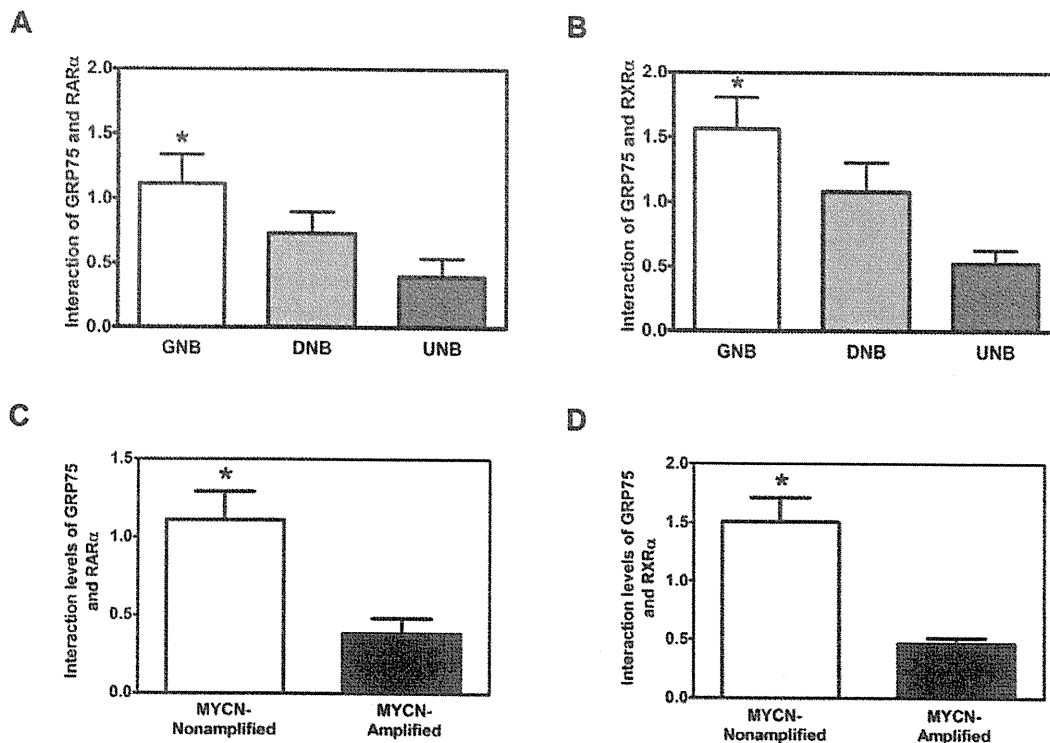 A
Interaction of GRP75 and RARα
2.0
1.5
1.0
0.5
0.0
*
GNB
DNB
UNB
B
Interaction of GRP75 and RXRα
2.0
1.5
1.0
0.5
0.0
*
GNB
DNB
UNB
C
Interaction levels of GRP75
and RARα
1.5
1.0
0.5
0.0
*
MYCN-
Nonamplified
MYCN-
Amplified
D
Interaction levels of GRP75
and RXRα
2.0
1.5
1.0
0.5
0.0
*
MYCN-
Nonamplified
MYCN-
Amplified